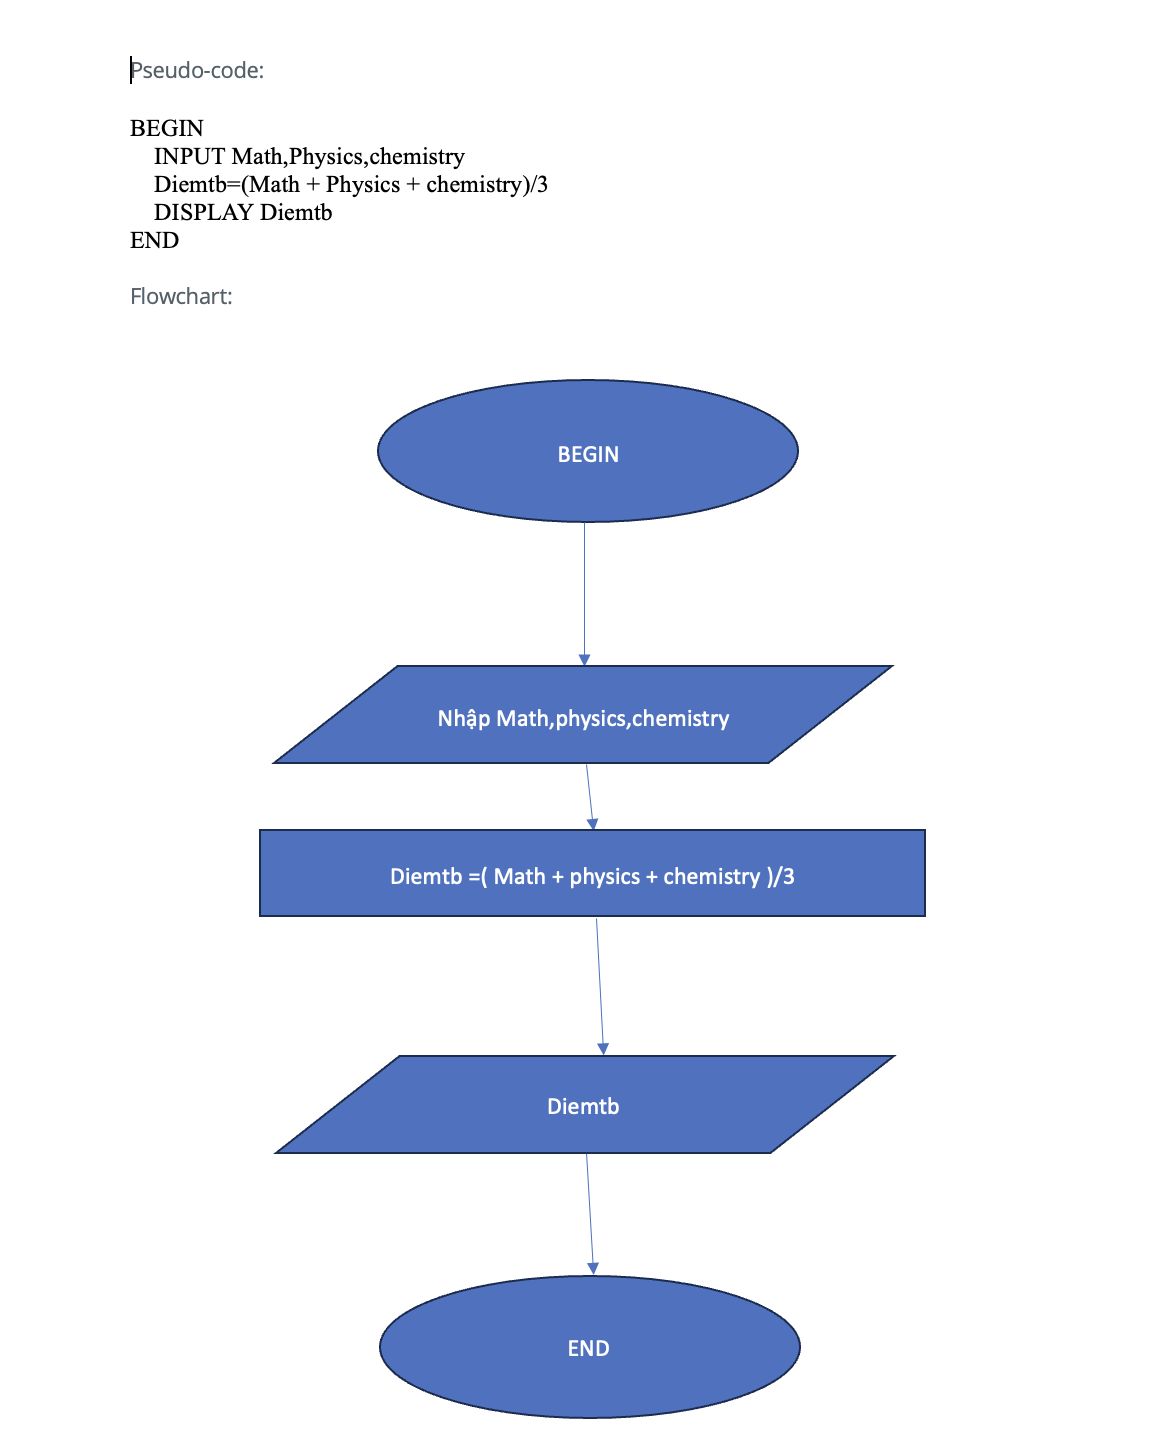 Pseudo-code:
BEGIN
INPUT Math,Physics,chemistry
Diemtb=(Math + Physics + chemistry)/3
DISPLAY Diemtb
END
Flowchart:
BEGIN
Nhập Math,physics,chemistry
Diemtb =( Math + physics + chemistry )/3
Diemtb
END